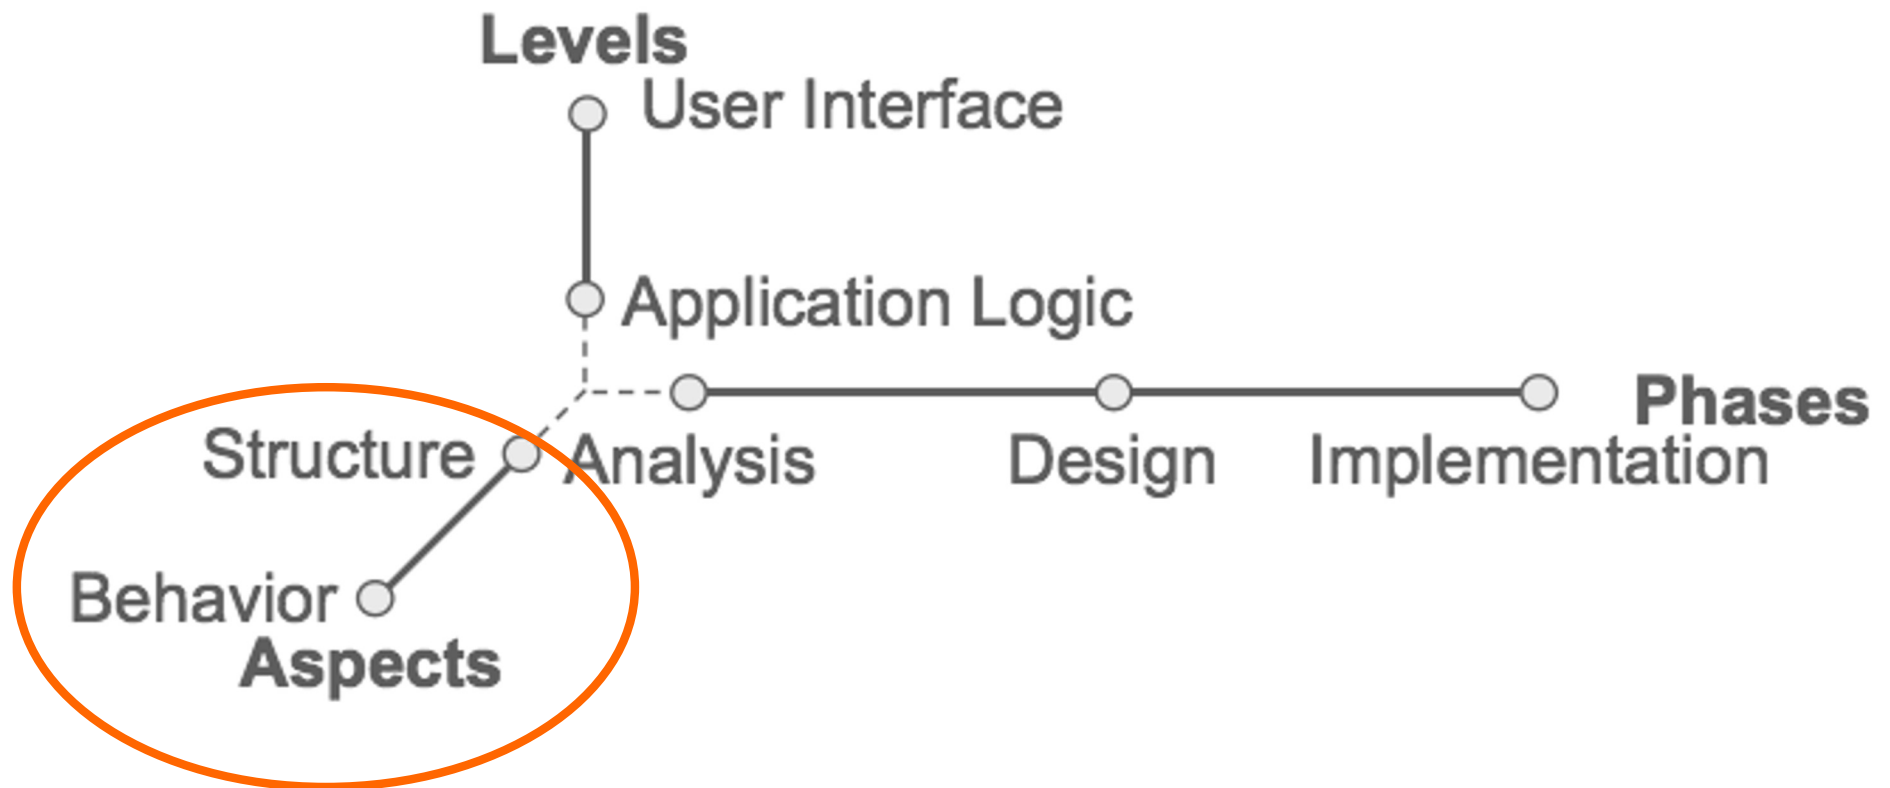 Levels
User Interface
Application Logic
Phases
Structure
Analysis
Design
Implementation
Behavior
Aspects